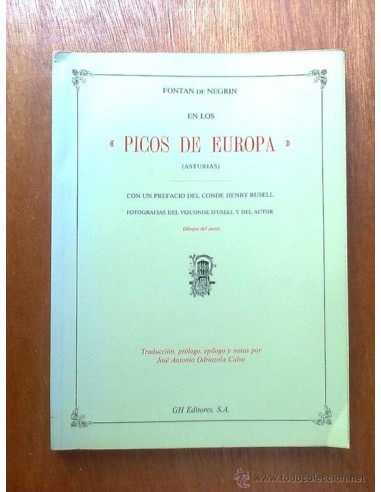 FONTAN DE NEGRIN
EN LOS
« PICOS DE EUROPA »
(ASTURIAS)
CON UN PREFACIO DEL CONDE HENRY RUSELL
FOTOGRAFIAS DEL VIZCONDE D'USELL Y DEL AUTOR
Dibujos del autor
Traducción, prólogo, epílogo y notas por
José Antonio Odriozola Calvo
GH Editores, S.A.
todocoleccion.net